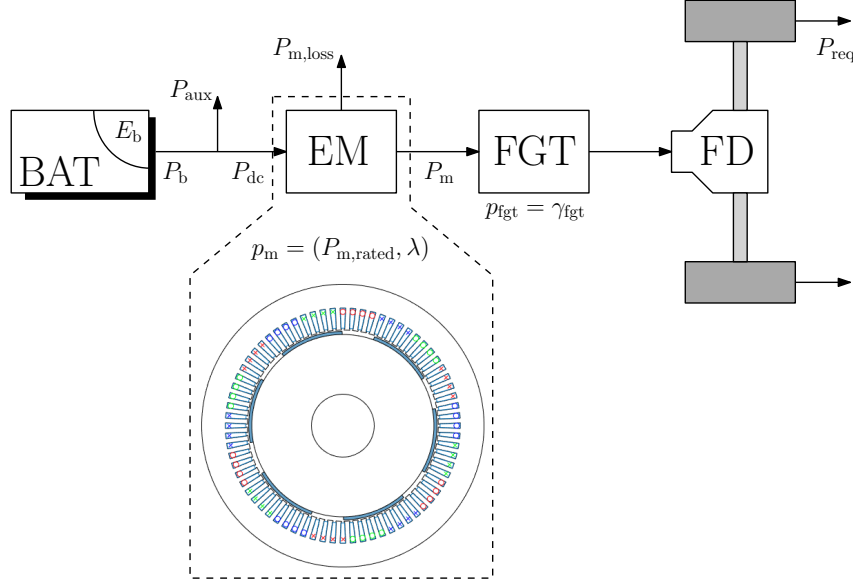 P_m,loss
P_req
P_aux
E_b
BAT
EM
FGT
FD
P_b
P_dc
P_m
p_fgt = γ_fgt
p_m = (P_m,rated, λ)